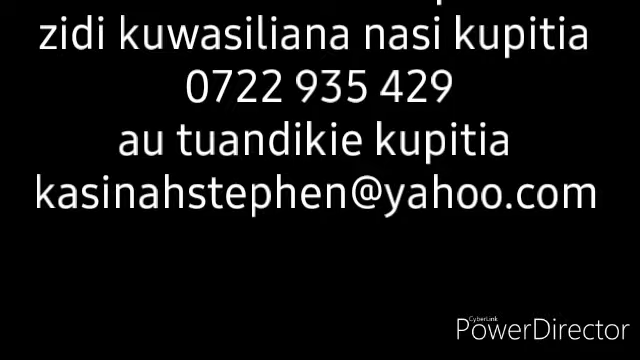 zidi kuwasiliana nasi kupitia
0722 935 429
au tuandikie kupitia
kasinahstephen@yahoo.com
CyberLink
PowerDirector